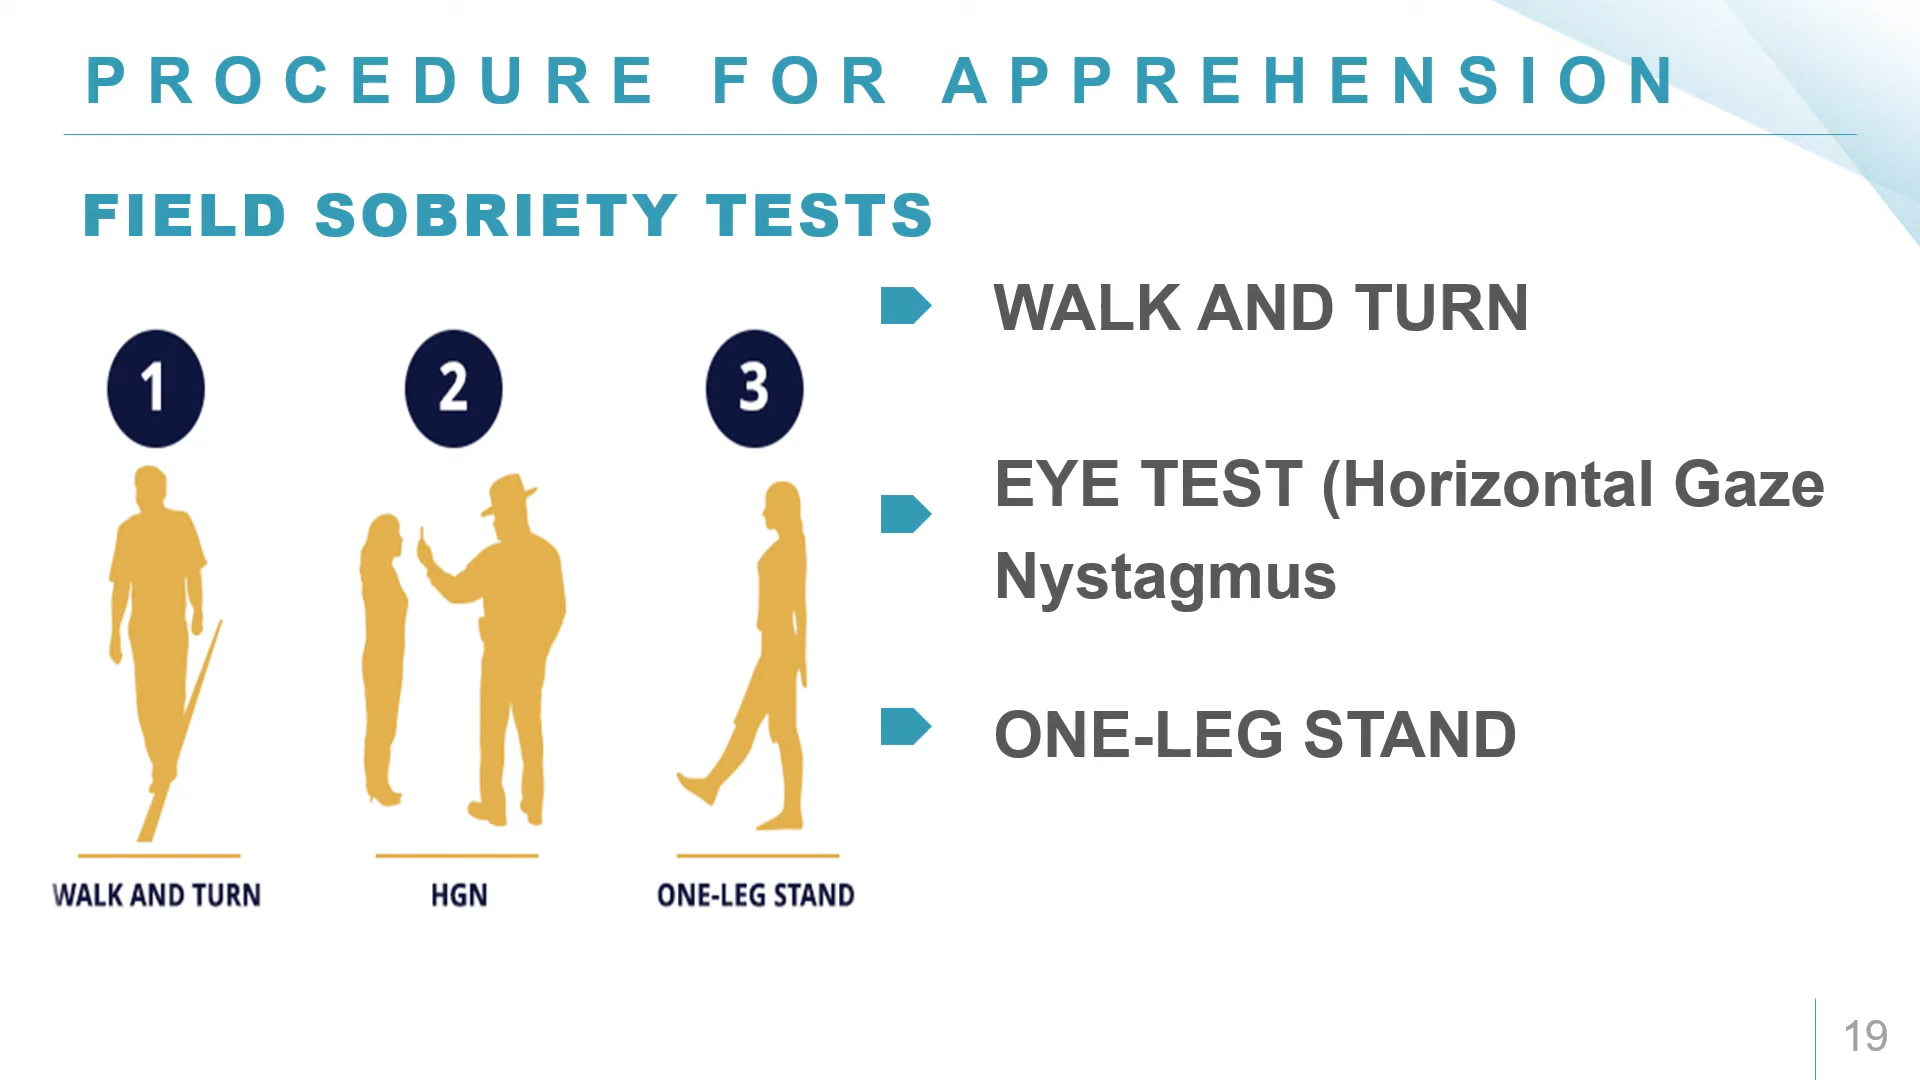 PROCEDURE FOR APPREHENSION
FIELD SOBRIETY TESTS
1
2
3
WALK AND TURN
HGN
ONE-LEG STAND
WALK AND TURN
EYE TEST (Horizontal Gaze
Nystagmus
ONE-LEG STAND
19